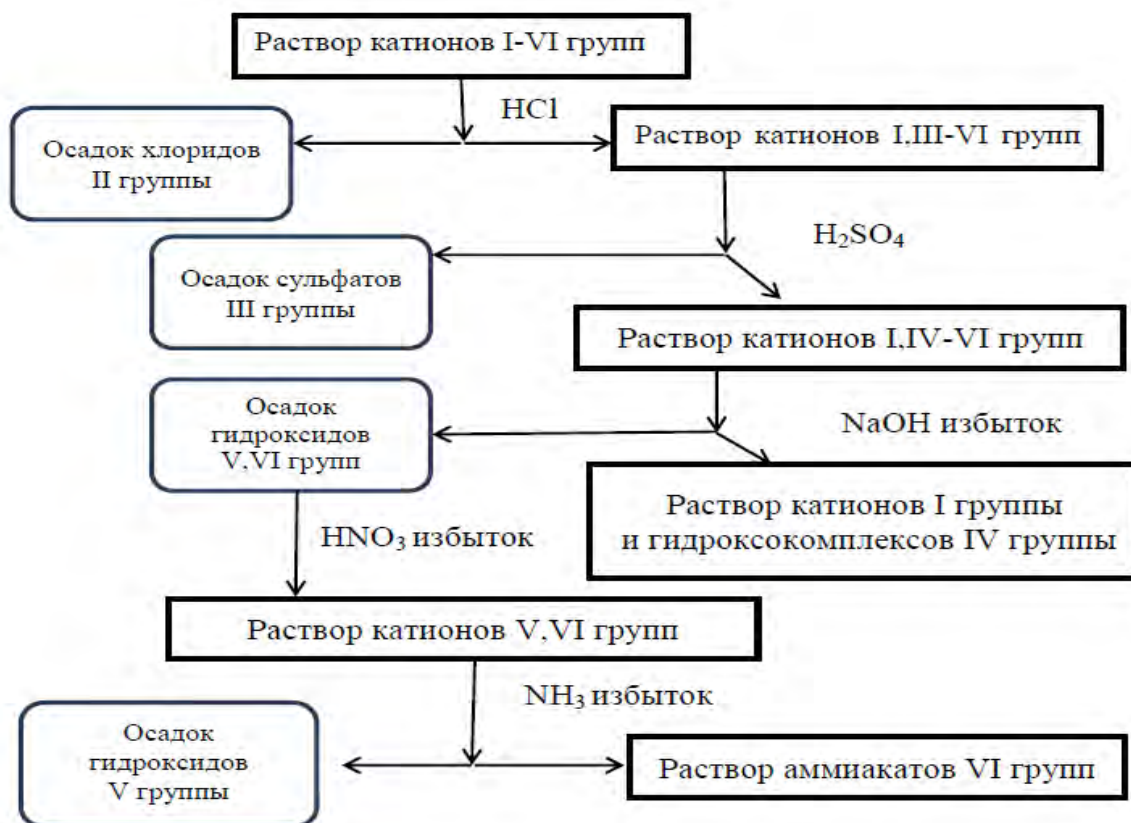 Раствор катионов I-VI групп
HCl
Осадок хлоридов
II группы
Раствор катионов I,III-VI групп
H₂SO₄
Осадок сульфатов
III группы
Раствор катионов I,IV-VI групп
NaOH избыток
Осадок
гидроксидов
V,VI групп
Раствор катионов I группы
и гидроксокомплексов IV группы
HNO₃ избыток
Раствор катионов V,VI групп
NH₃ избыток
Осадок
гидроксидов
V группы
Раствор аммиакатов VI групп